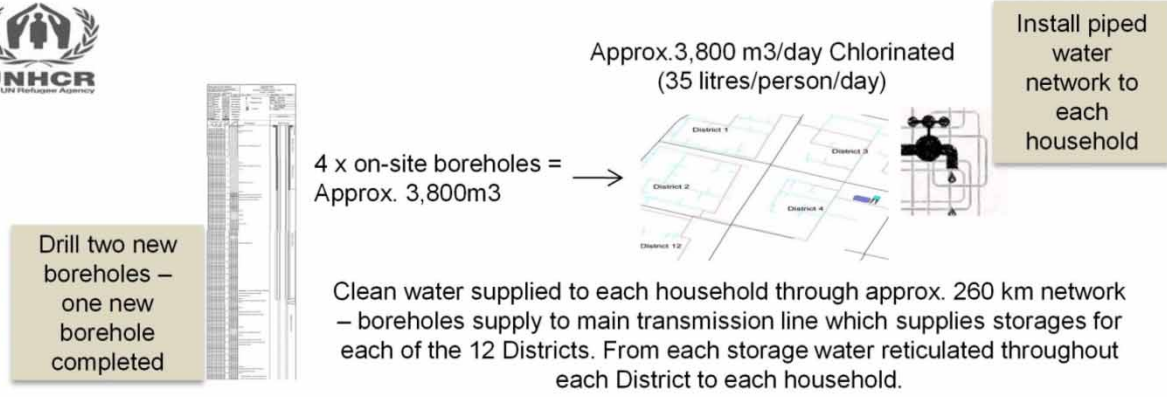 UNHCR
UN Refugee Agency
Approx.3,800 m3/day Chlorinated
(35 litres/person/day)
Install piped
water
network to
each
household
4 x on-site boreholes =
Approx. 3,800m3
District 1
District 3
District 2
District 4
District 12
Drill two new
boreholes –
one new
borehole
completed
Clean water supplied to each household through approx. 260 km network
– boreholes supply to main transmission line which supplies storages for
each of the 12 Districts. From each storage water reticulated throughout
each District to each household.